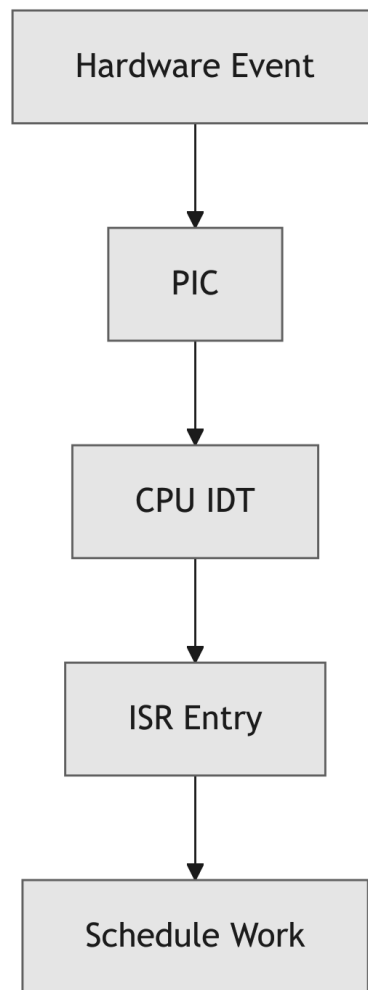 Hardware Event
PIC
CPU IDT
ISR Entry
Schedule Work